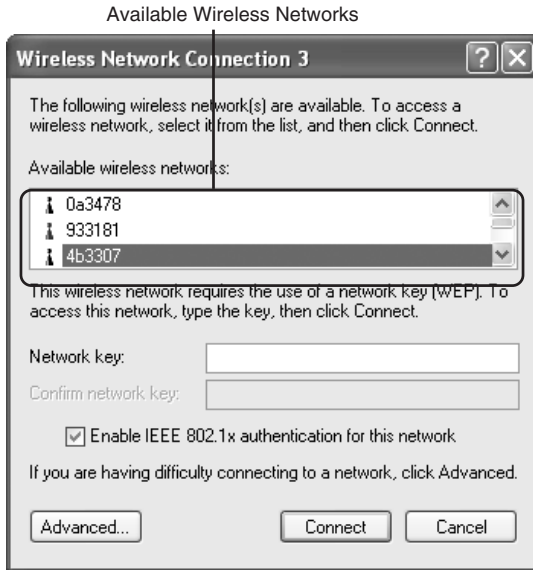 Available Wireless Networks
Wireless Network Connection 3
The following wireless network(s) are available. To access a
wireless network, select it from the list, and then click Connect.
Available wireless networks:
0a3478
933181
4b3307
This wireless network requires the use of a network key (WEP). To
access this network, type the key, then click Connect.
Network key:
Confirm network key:
Enable IEEE 802.1x authentication for this network
If you are having difficulty connecting to a network, click Advanced.
Advanced... Connect Cancel